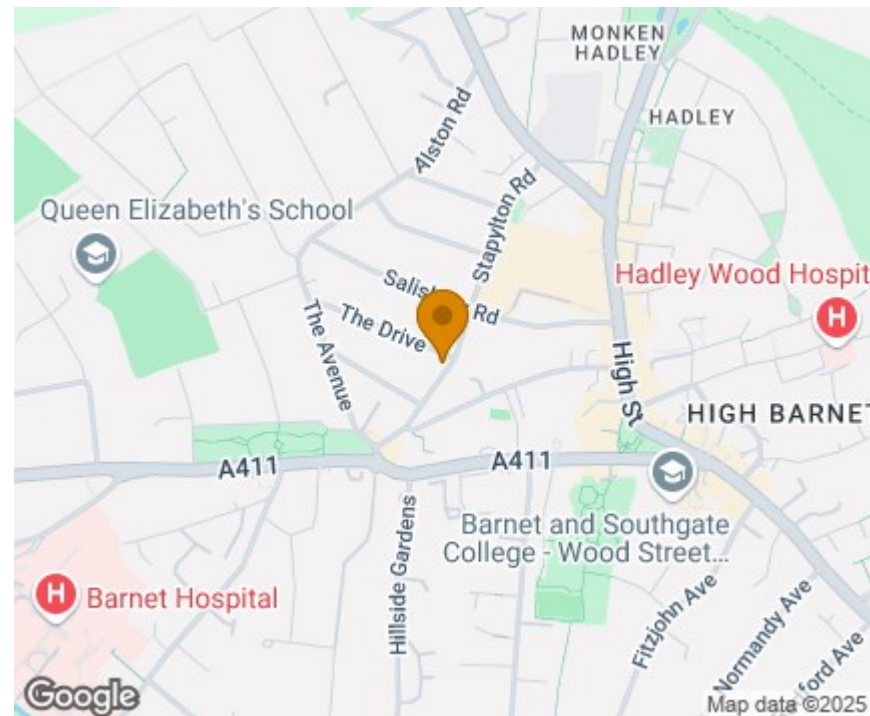 MONKEN
HADLEY
HADLEY
Alston Rd
Stapylton Rd
Queen Elizabeth's School
Hadley Wood Hospit
H
Rd
The Drive
The Avenue
High St
HIGH BARNET
A411
A411
Barnet and Southgate
College - Wood Street...
Hillside Gardens
H
Barnet Hospital
Fitzjohn Ave
Normandy Ave
ford Ave
Google
Map data ©2025